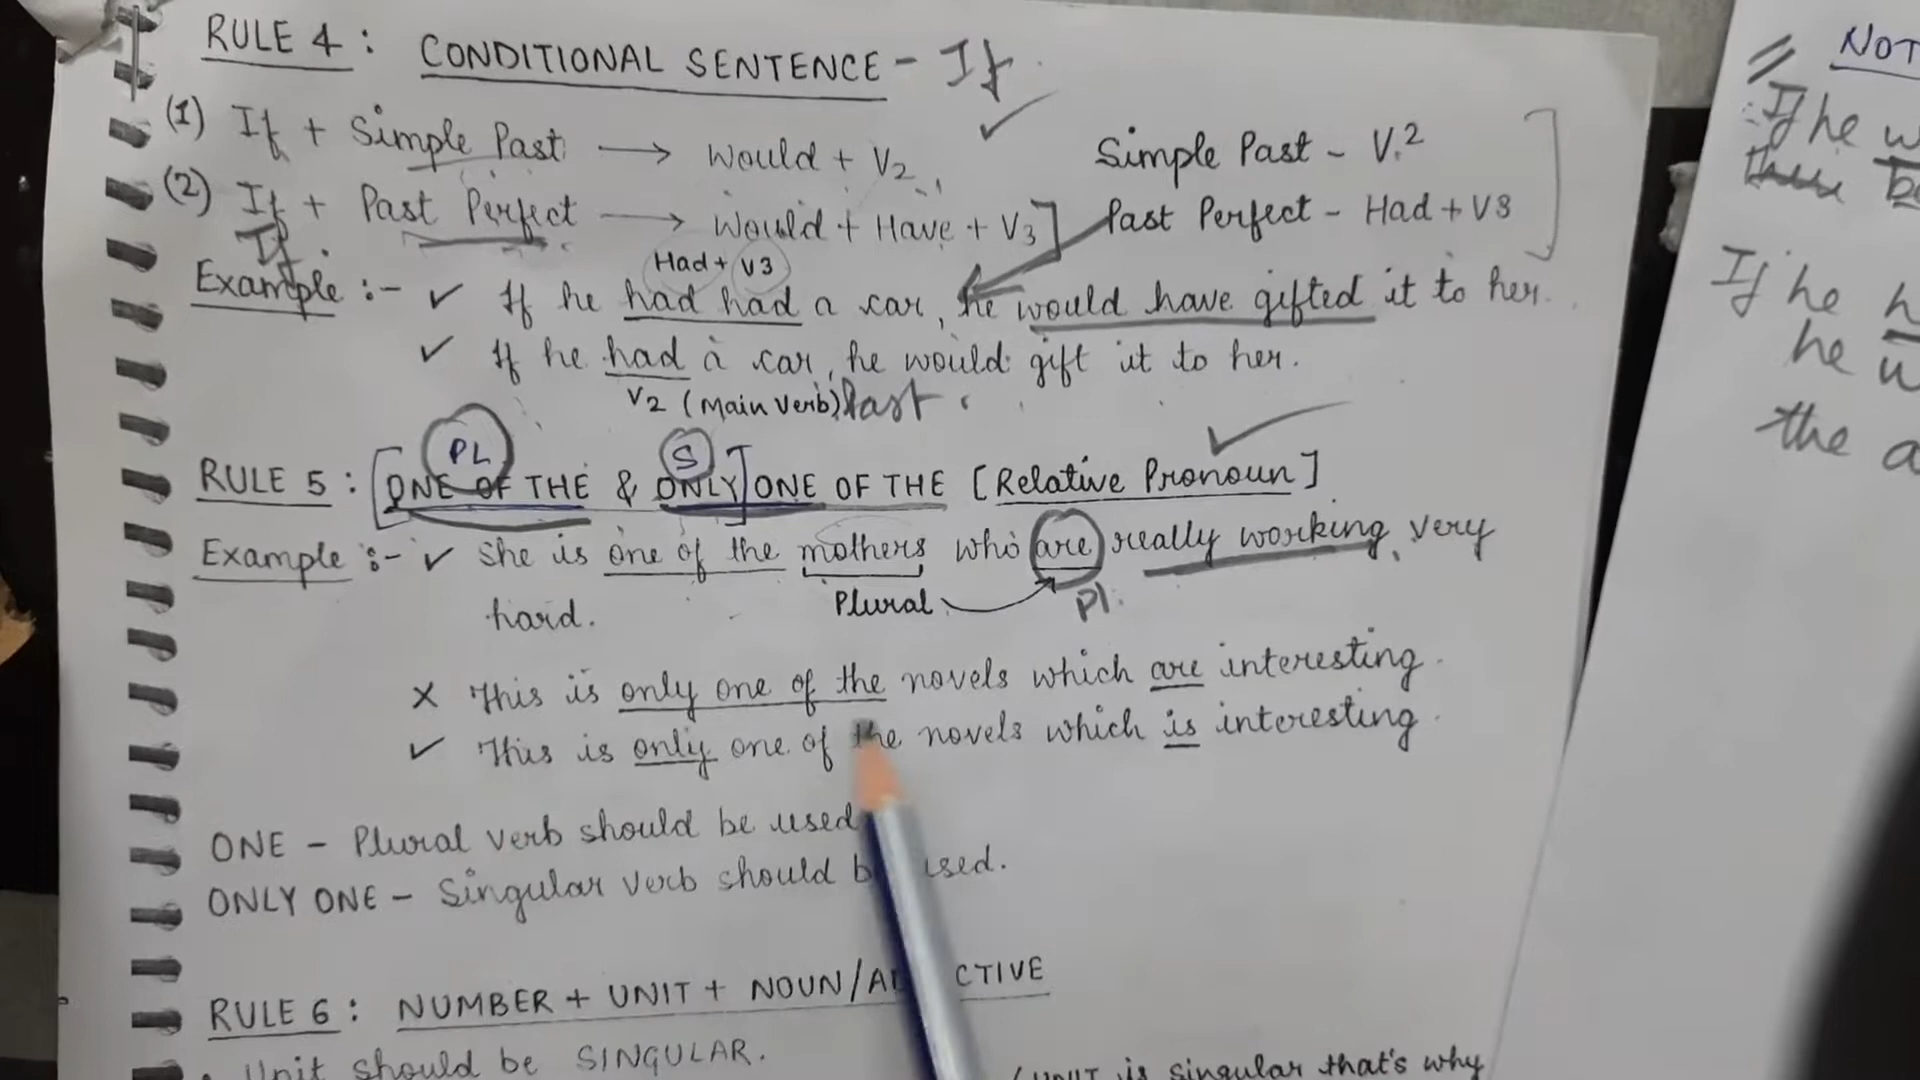 RULE 4 : CONDITIONAL SENTENCE - If
(1) If + Simple Past → Would + V2
(2) If + Past Perfect → Would + Have + V3
Simple Past - V.2
Past Perfect - Had + V3
If
Had + V3
Example :- ✓ If he had had a car, he would have gifted it to her.
✓ If he had a car, he would gift it to her.
V2 (Main Verb) Past
PL S
RULE 5 : [ONE OF THE & ONLY] ONE OF THE [Relative Pronoun]
Example :- ✓ She is one of the mothers who are really working very
Plural Pl.
hard.
X This is only one of the novels which are interesting.
✓ This is only one of the novels which is interesting.
ONE - Plural verb should be used
ONLY ONE - Singular verb should b used.
RULE 6 : NUMBER + UNIT + NOUN/AD CTIVE
Unit should be SINGULAR.
UNIT is singular that's why
NOT
If he w
If he h
he w
the a